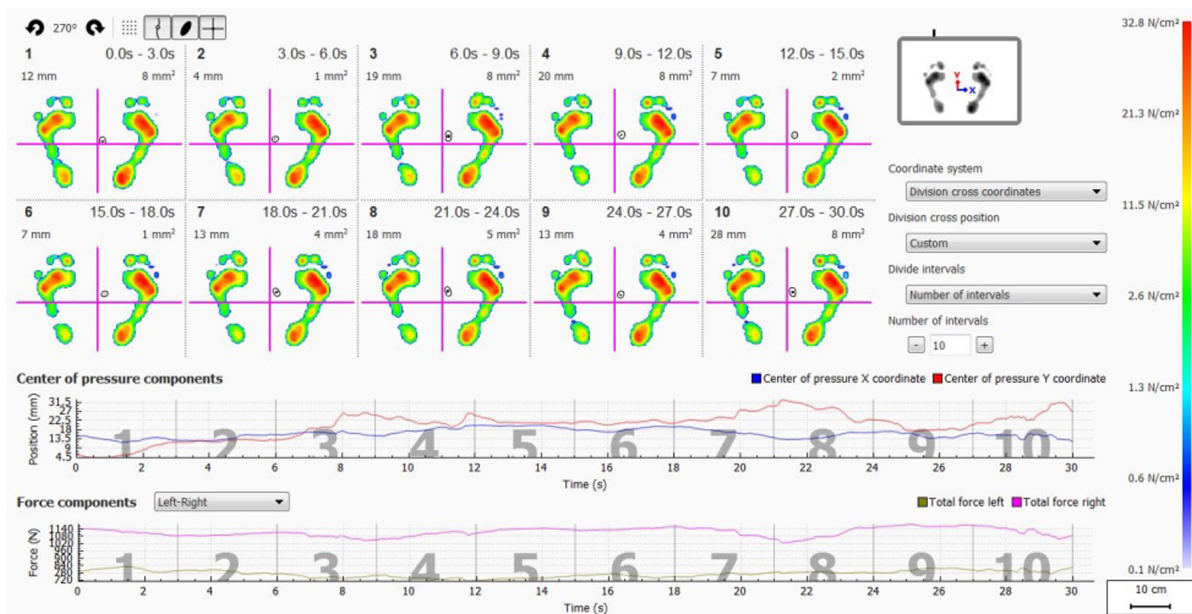 270°
1 0.0s - 3.0s
12 mm 8 mm²
2 3.0s - 6.0s
4 mm 1 mm²
3 6.0s - 9.0s
19 mm 8 mm²
4 9.0s - 12.0s
20 mm 8 mm²
5 12.0s - 15.0s
7 mm 2 mm²
6 15.0s - 18.0s
7 mm 1 mm²
7 18.0s - 21.0s
13 mm 4 mm²
8 21.0s - 24.0s
18 mm 5 mm²
9 24.0s - 27.0s
13 mm 4 mm²
10 27.0s - 30.0s
28 mm 8 mm²
Y
X
Coordinate system
Division cross coordinates
Division cross position
Custom
Divide intervals
Number of intervals
Number of intervals
- 10 +
32.8 N/cm²
21.3 N/cm²
11.5 N/cm²
2.6 N/cm²
1.3 N/cm²
0.6 N/cm²
0.1 N/cm²
10 cm
Center of pressure components
Center of pressure X coordinate Center of pressure Y coordinate
Position (mm)
31,5
27
22,5
18
13,5
9
4,5
1 2 3 4 5 6 7 8 9 10
0 2 4 6 8 10 12 14 16 18 20 22 24 26 28 30
Time (s)
Force components Left-Right
Total force left Total force right
Force (N)
1140
1080
1020
960
900
840
780
720
1 2 3 4 5 6 7 8 9 10
0 2 4 6 8 10 12 14 16 18 20 22 24 26 28 30
Time (s)